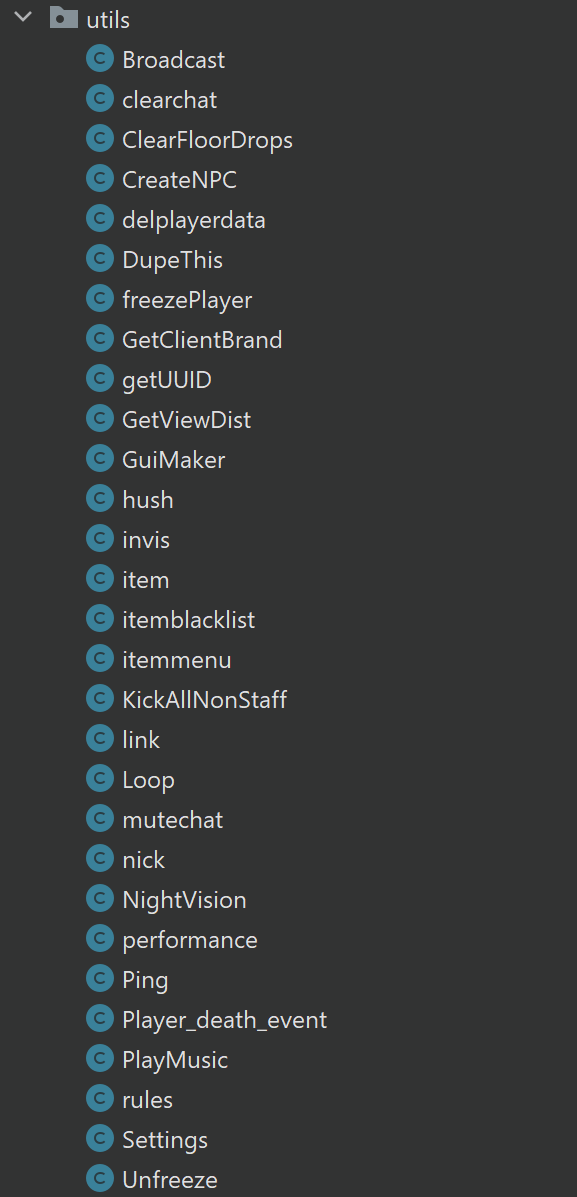 utils
C Broadcast
C clearchat
C ClearFloorDrops
C CreateNPC
C delplayerdata
C DupeThis
C freezePlayer
C GetClientBrand
C getUUID
C GetViewDist
C GuiMaker
C hush
C invis
C item
C itemblacklist
C itemmenu
C KickAllNonStaff
C link
C Loop
C mutechat
C nick
C NightVision
C performance
C Ping
C Player_death_event
C PlayMusic
C rules
C Settings
C Unfreeze